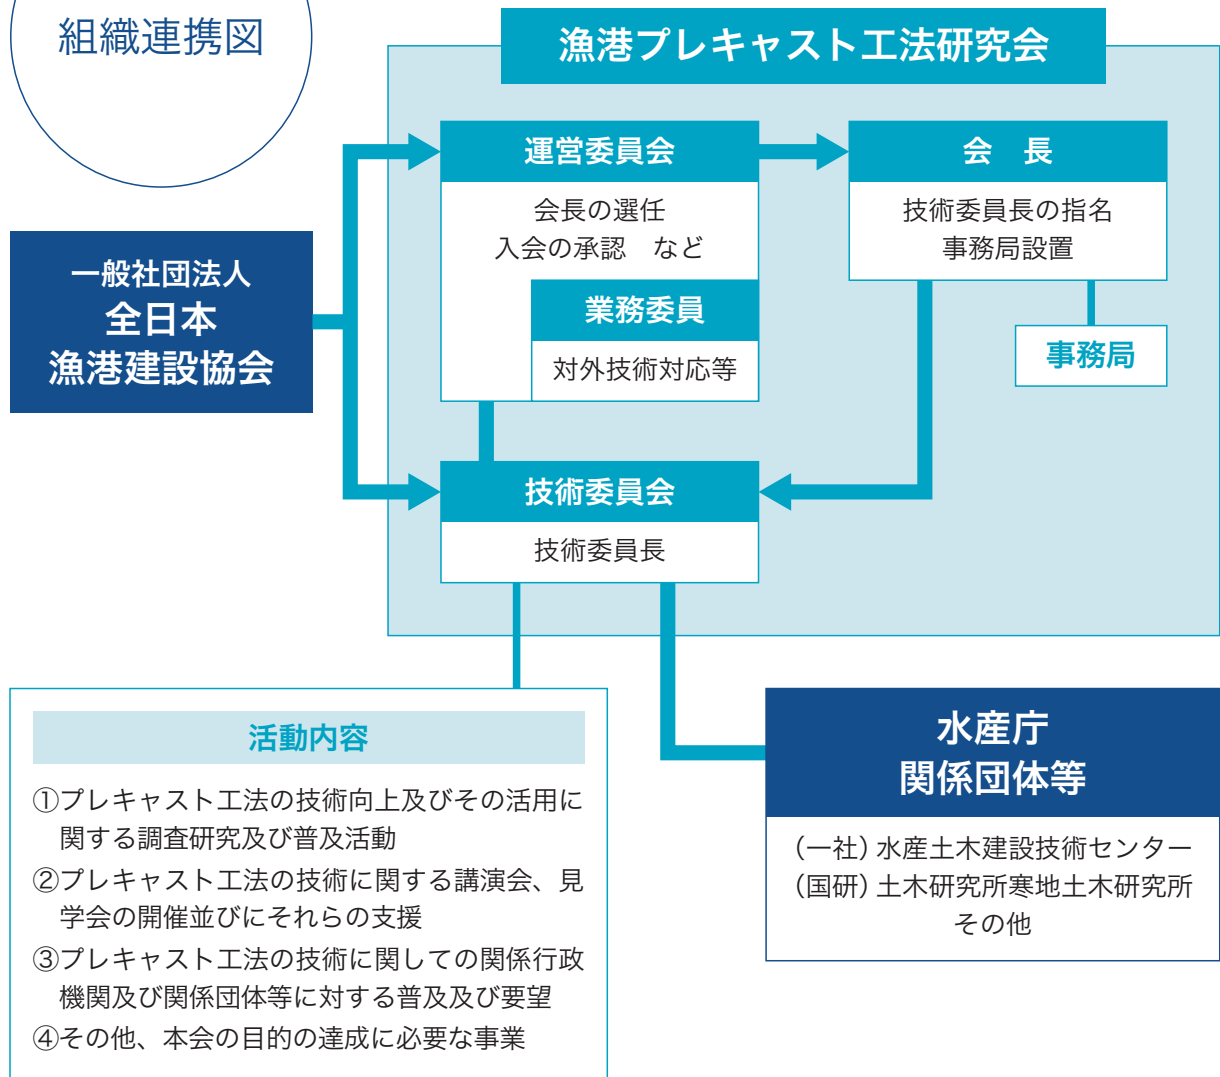 組織連携図
漁港プレキャスト工法研究会
運営委員会
会長の選任
入会の承認　など
業務委員
対外技術対応等
会　長
技術委員長の指名
事務局設置
事務局
一般社団法人
全日本
漁港建設協会
技術委員会
技術委員長
活動内容
①プレキャスト工法の技術向上及びその活用に
関する調査研究及び普及活動
②プレキャスト工法の技術に関する講演会、見
学会の開催並びにそれらの支援
③プレキャスト工法の技術に関しての関係行政
機関及び関係団体等に対する普及及び要望
④その他、本会の目的の達成に必要な事業
水産庁
関係団体等
（一社）水産土木建設技術センター
（国研）土木研究所寒地土木研究所
その他